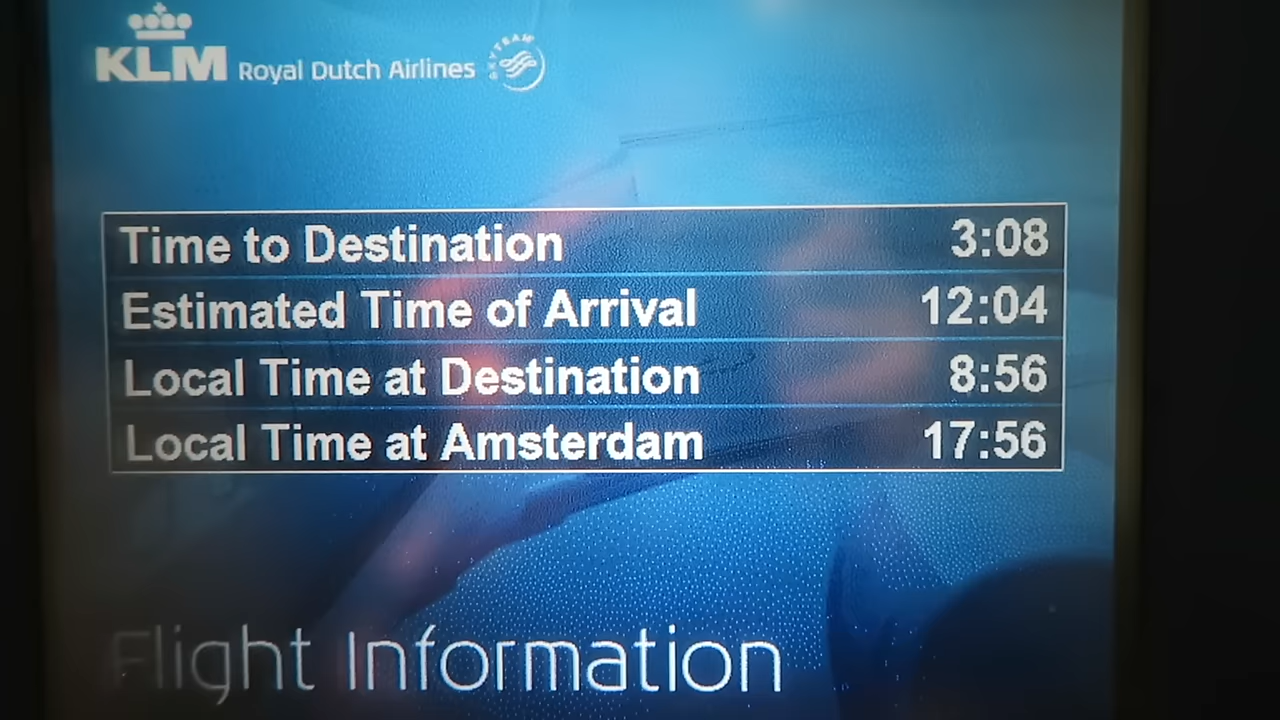 KLM Royal Dutch Airlines SKYTEAM
Time to Destination 3:08
Estimated Time of Arrival 12:04
Local Time at Destination 8:56
Local Time at Amsterdam 17:56
Flight Information